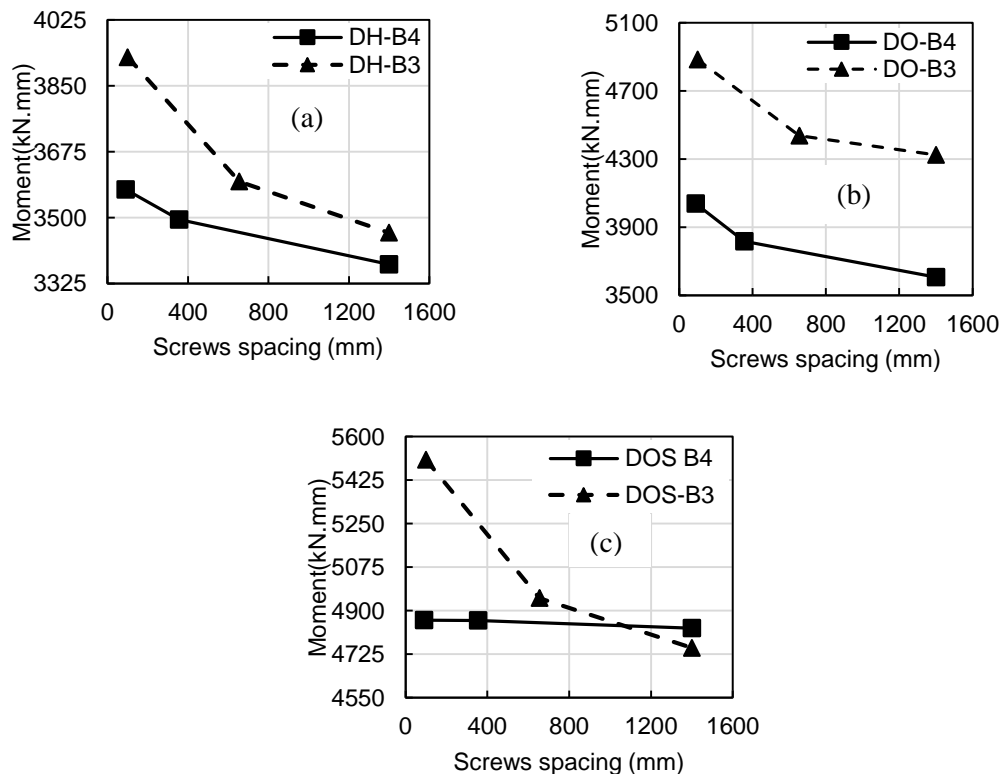 4025
3850
3675
3500
3325
Moment(kN.mm)
DH-B4
DH-B3
(a)
0 400 800 1200 1600
Screws spacing (mm)
5100
4700
4300
3900
3500
Moment(kN.mm)
DO-B4
DO-B3
(b)
0 400 800 1200 1600
Screws spacing (mm)
5600
5425
5250
5075
4900
4725
4550
Moment(kN.mm)
DOS B4
DOS-B3
(c)
0 400 800 1200 1600
Screws spacing (mm)